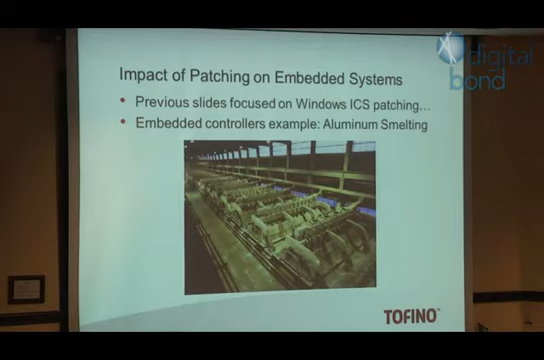 digital
bond
Impact of Patching on Embedded Systems
• Previous slides focused on Windows ICS patching…
• Embedded controllers example: Aluminum Smelting
TOFINO™